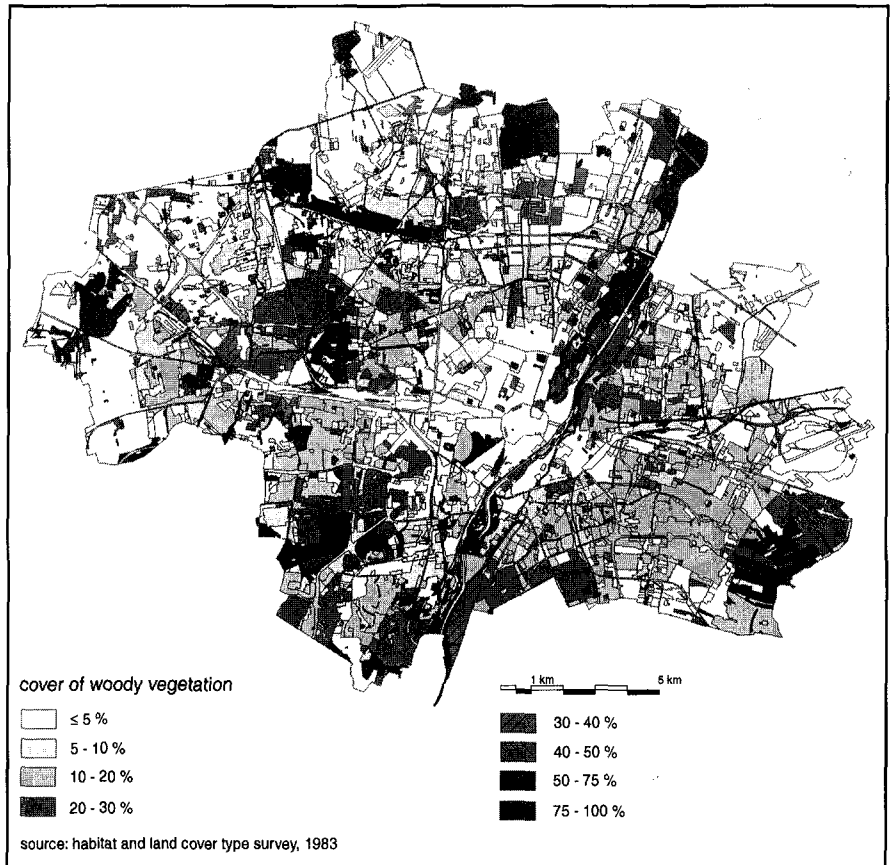 cover of woody vegetation
≤ 5 %
5 - 10 %
10 - 20 %
20 - 30 %
source: habitat and land cover type survey, 1983
1 km 5 km
30 - 40 %
40 - 50 %
50 - 75 %
75 - 100 %